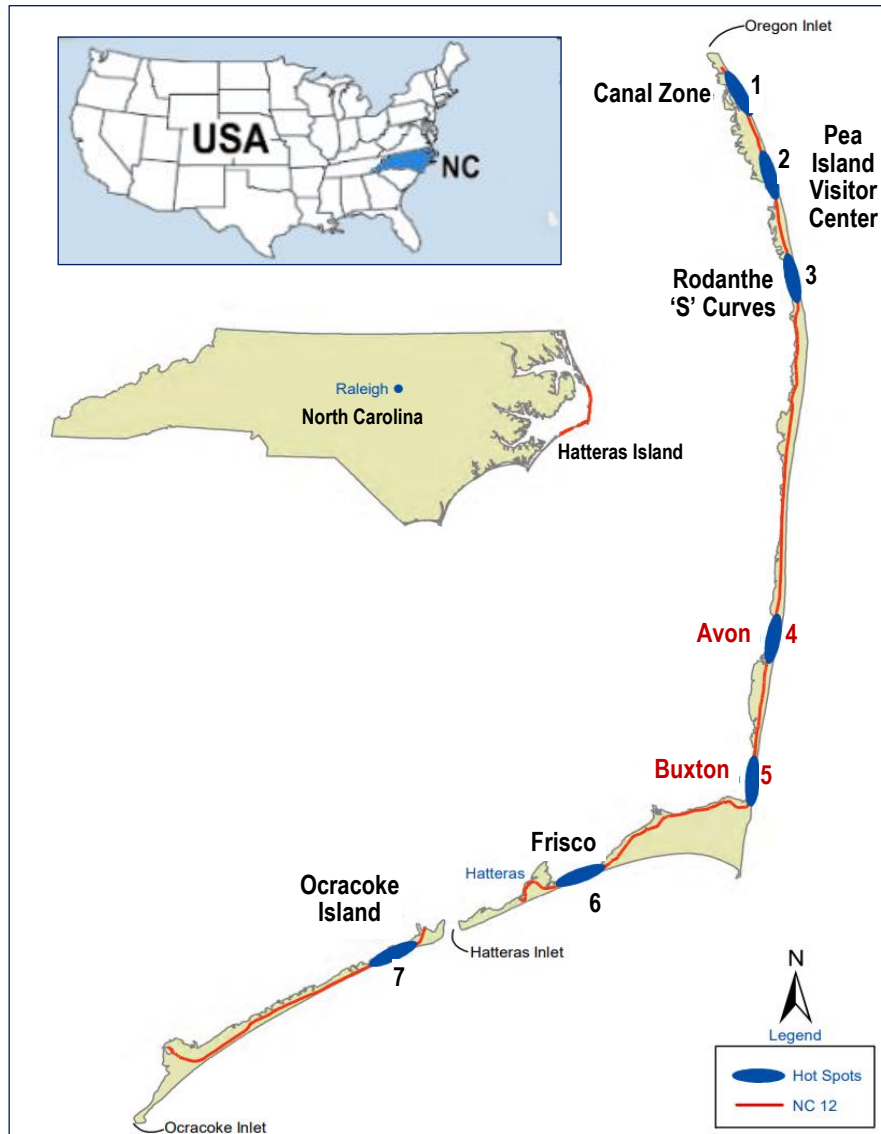 Oregon Inlet
Canal Zone
1
USA
NC
2
Pea
Island
Visitor
Center
Rodanthe
‘S’ Curves
3
Raleigh
North Carolina
Hatteras Island
Avon
4
Buxton
5
Frisco
Hatteras
6
Ocracoke
Island
Hatteras Inlet
7
N
Legend
Hot Spots
NC 12
Ocracoke Inlet